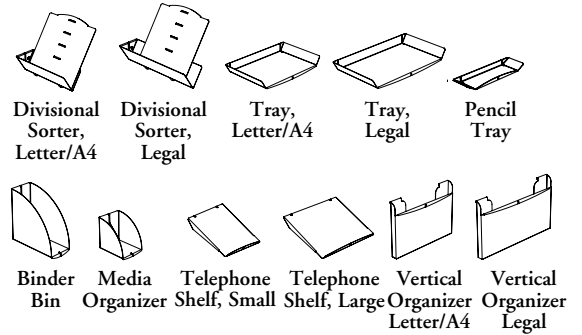 Divisional Divisional Tray, Tray, Pencil
Sorter, Sorter, Letter/A4 Legal Tray
Letter/A4 Legal
Binder Media Telephone Telephone Vertical Vertical
Bin Organizer Shelf, Small Shelf, Large Organizer Organizer
Letter/A4 Legal